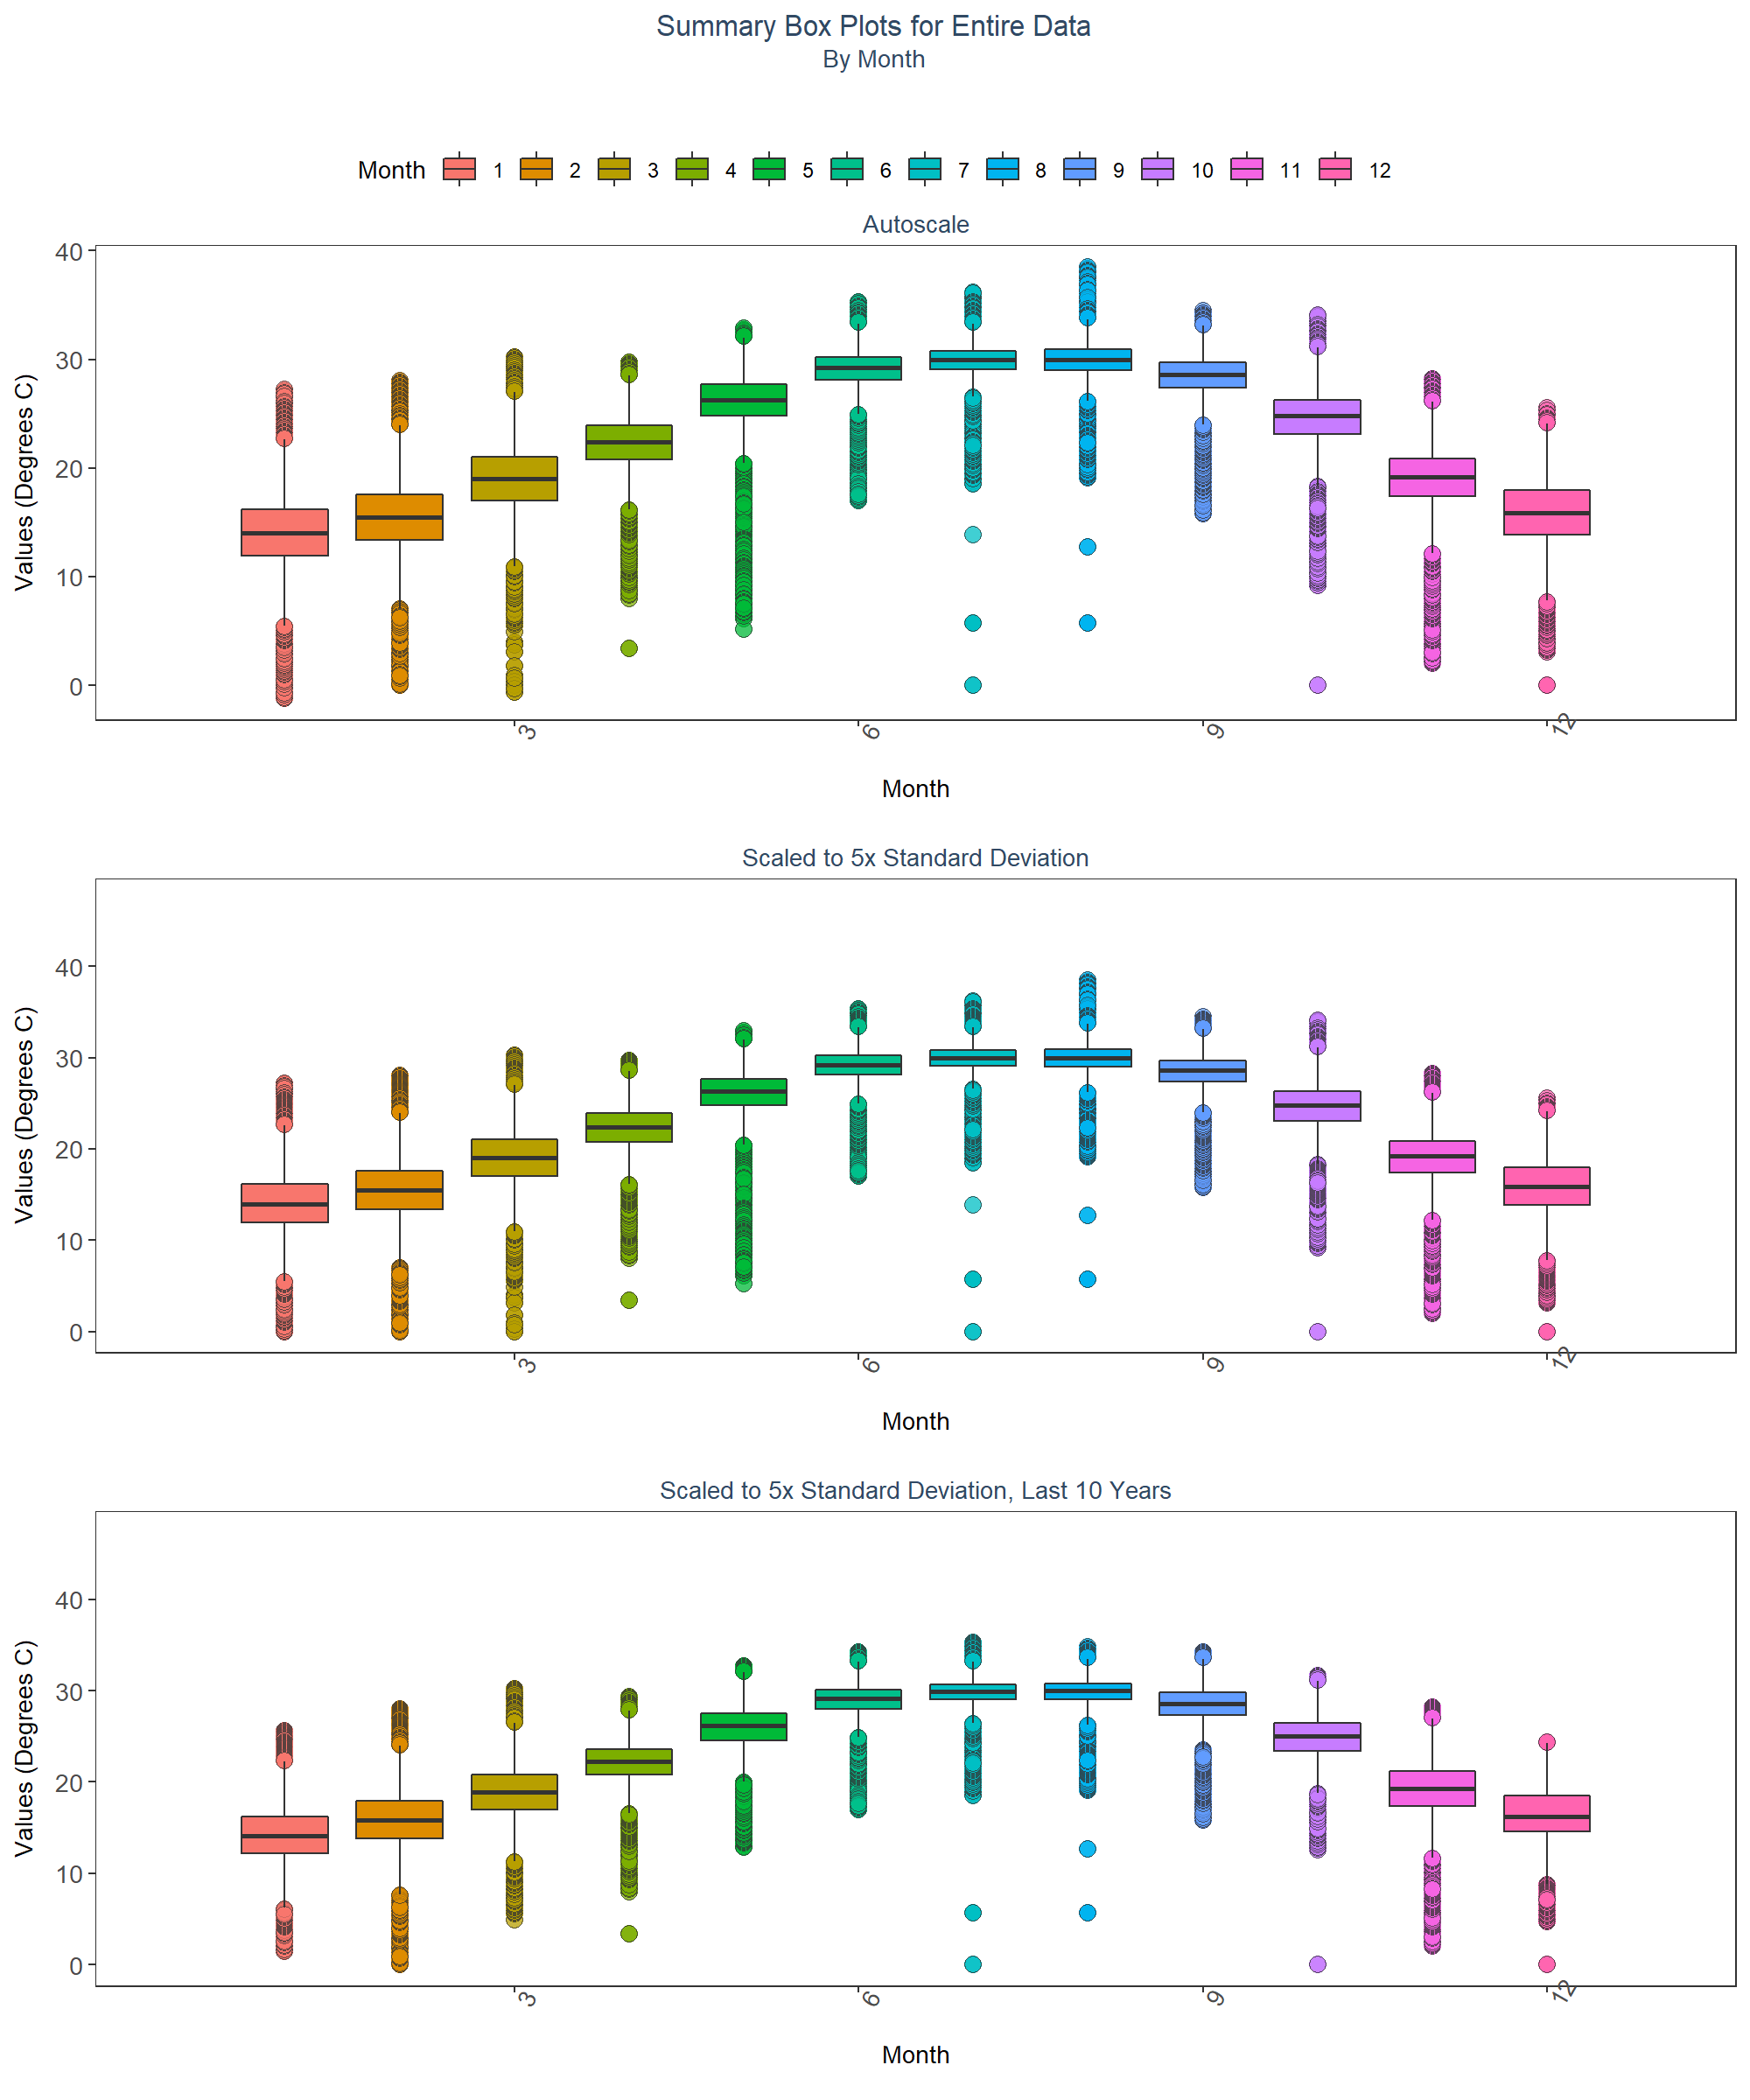 Summary Box Plots for Entire Data
By Month
Month 1 2 3 4 5 6 7 8 9 10 11 12
Autoscale
Values (Degrees C)
40
30
20
10
0
3 6 9 12
Month
Scaled to 5x Standard Deviation
Values (Degrees C)
40
30
20
10
0
3 6 9 12
Month
Scaled to 5x Standard Deviation, Last 10 Years
Values (Degrees C)
40
30
20
10
0
3 6 9 12
Month